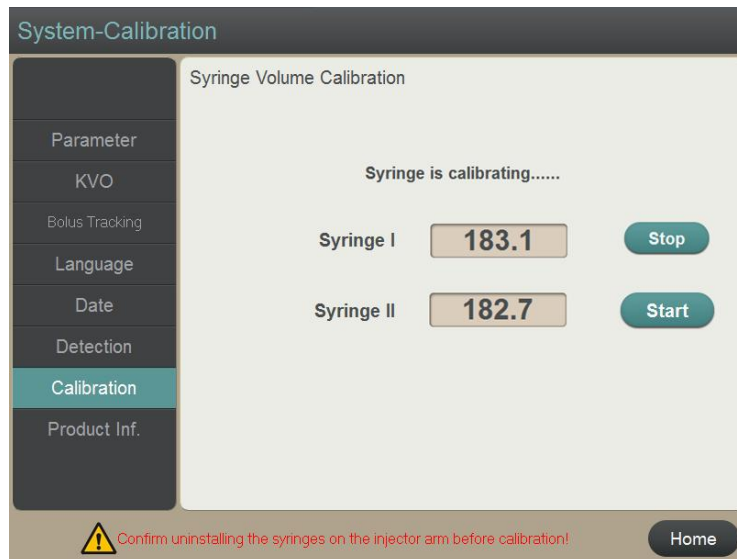 System-Calibration
Syringe Volume Calibration
Parameter
KVO
Bolus Tracking
Language
Date
Detection
Calibration
Product Inf.
Syringe is calibrating......
Syringe I 183.1 Stop
Syringe II 182.7 Start
Confirm uninstalling the syringes on the injector arm before calibration!
Home